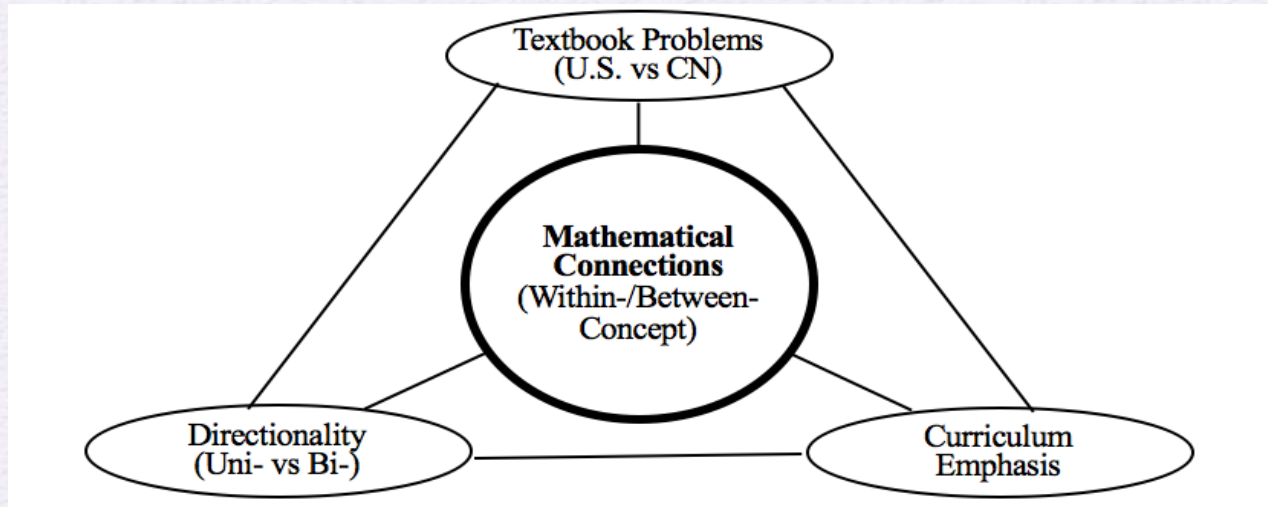 Textbook Problems
(U.S. vs CN)
Mathematical
Connections
(Within-/Between-
Concept)
Directionality
(Uni- vs Bi-)
Curriculum
Emphasis